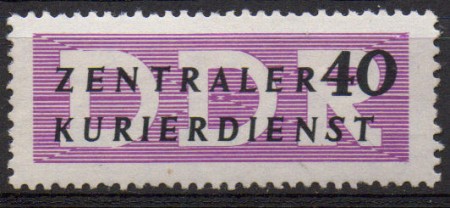 DDR
ZENTRALER 40
KURIERDIENST